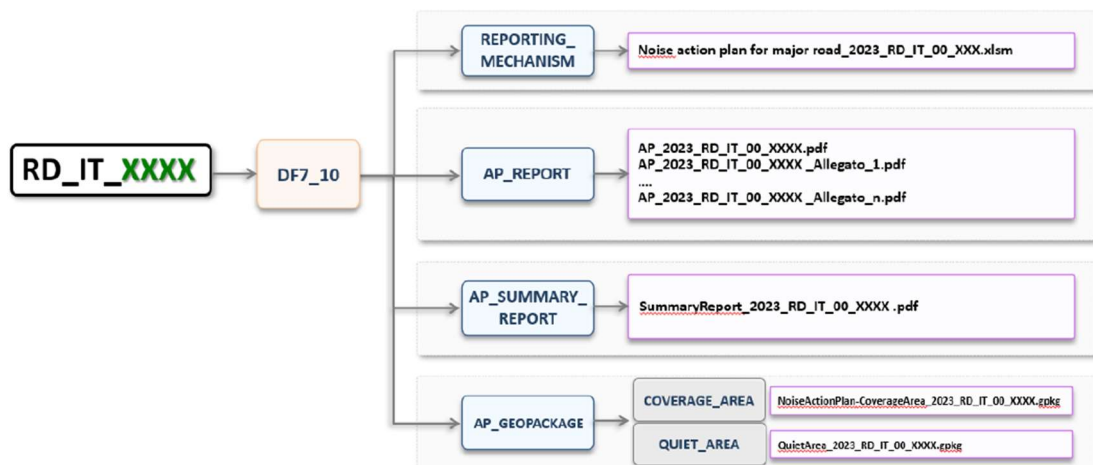 REPORTING_
MECHANISM
Noise action plan for major road_2023_RD_IT_00_XXX.xlsm
RD_IT_XXXX
DF7_10
AP_REPORT
AP_2023_RD_IT_00_XXXX.pdf
AP_2023_RD_IT_00_XXXX _Allegato_1.pdf
....
AP_2023_RD_IT_00_XXXX _Allegato_n.pdf
AP_SUMMARY_
REPORT
SummaryReport_2023_RD_IT_00_XXXX .pdf
AP_GEOPACKAGE
COVERAGE_AREA
NoiseActionPlan-CoverageArea_2023_RD_IT_00_XXXX.gpkg
QUIET_AREA
QuietArea_2023_RD_IT_00_XXXX.gpkg